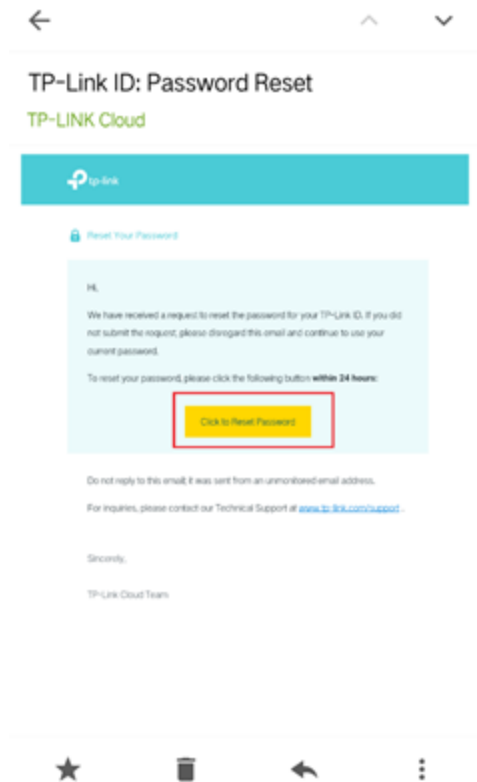 TP-Link ID: Password Reset
TP-LINK Cloud
tp-link
Reset Your Password
Hi,
We have received a request to reset the password for your TP-Link ID. If you did
not submit the request, please disregard this email and continue to use your
current password.
To reset your password, please click the following button within 24 hours:
Click to Reset Password
Do not reply to this email; it was sent from an unmonitored email address.
For inquiries, please contact our Technical Support at www.tp-link.com/support .
Sincerely,
TP-Link Cloud Team